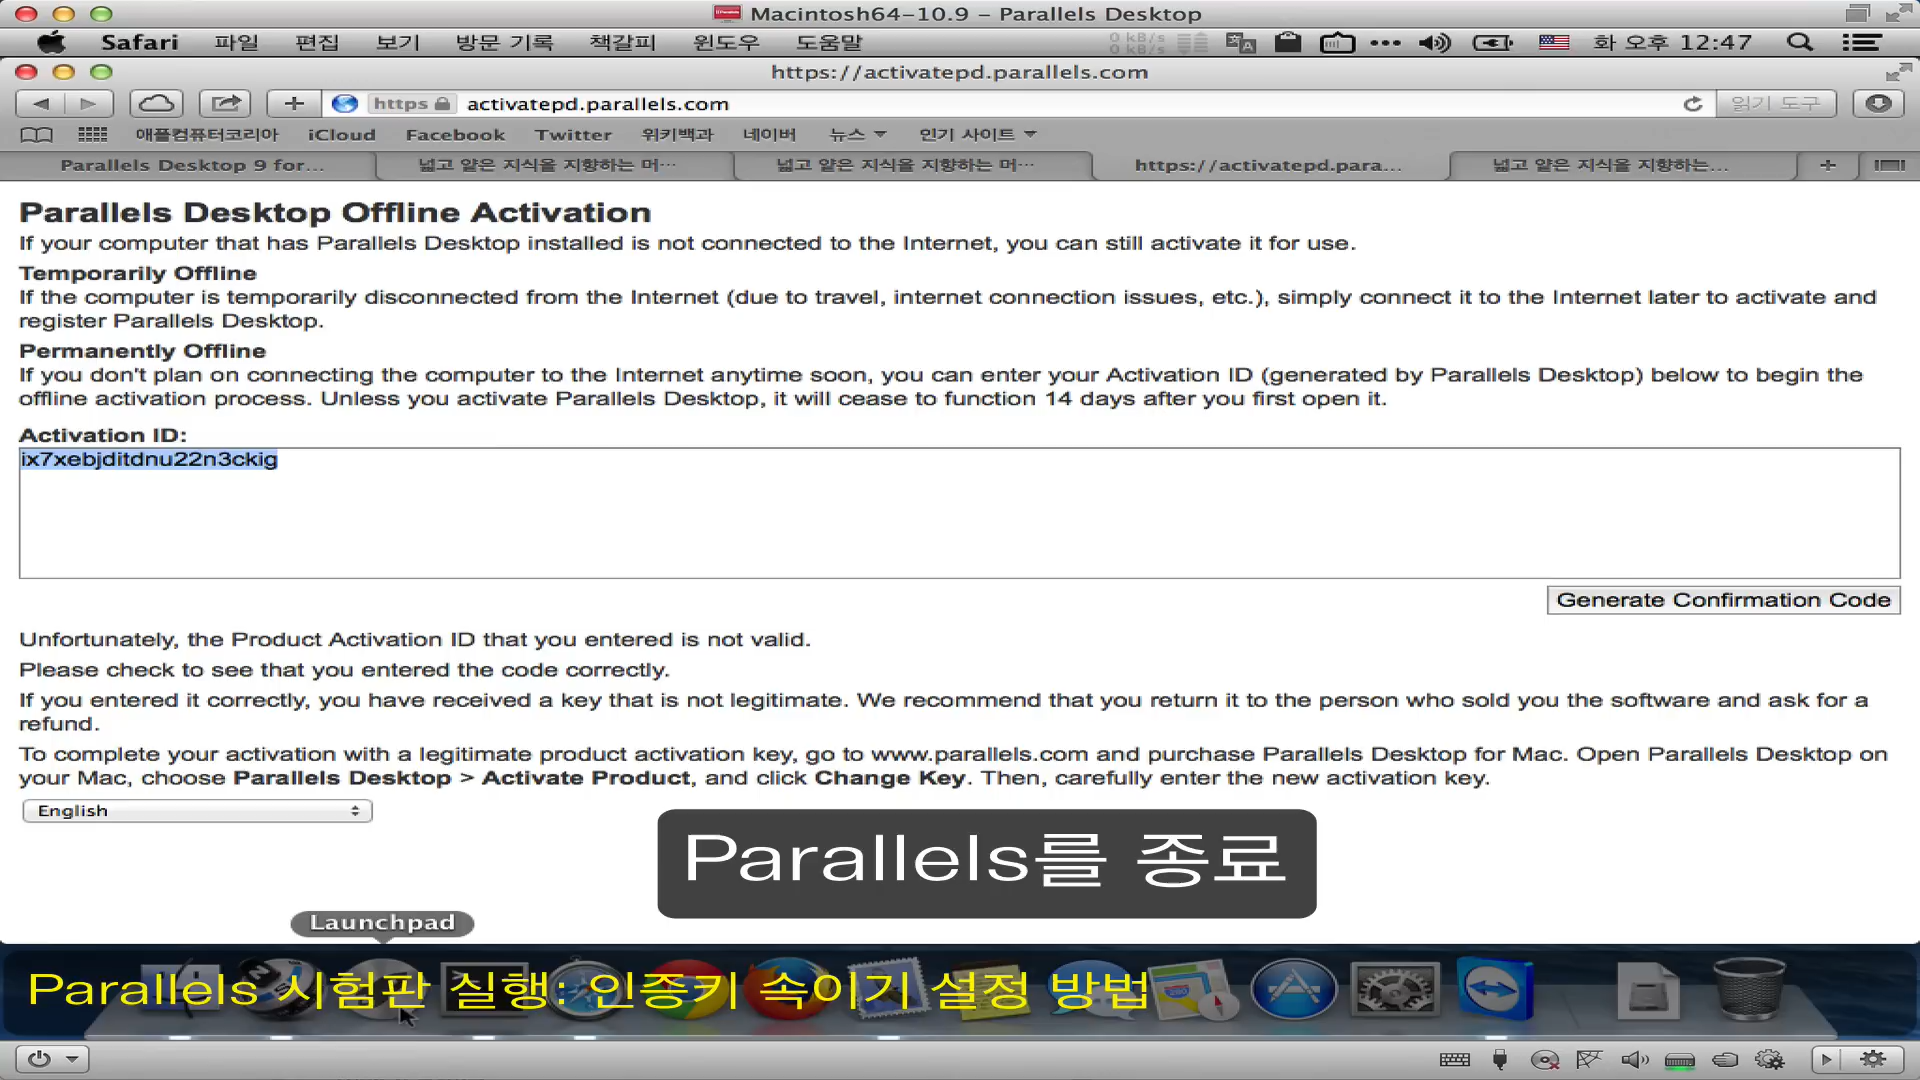 Macintosh64-10.9 – Parallels Desktop
Safari 파일 편집 보기 방문 기록 책갈피 윈도우 도움말 0 kB/s 0 kB/s 화 오후 12:47
https://activatepd.parallels.com
https activatepd.parallels.com 읽기 도구
애플컴퓨터코리아 iCloud Facebook Twitter 위키백과 네이버 뉴스 인기 사이트
Parallels Desktop 9 for... 넓고 얕은 지식을 지향하는 머… 넓고 얕은 지식을 지향하는 머… https://activatepd.para... 넓고 얕은 지식을 지향하는...
Parallels Desktop Offline Activation
If your computer that has Parallels Desktop installed is not connected to the Internet, you can still activate it for use.
Temporarily Offline
If the computer is temporarily disconnected from the Internet (due to travel, internet connection issues, etc.), simply connect it to the Internet later to activate and
register Parallels Desktop.
Permanently Offline
If you don't plan on connecting the computer to the Internet anytime soon, you can enter your Activation ID (generated by Parallels Desktop) below to begin the
offline activation process. Unless you activate Parallels Desktop, it will cease to function 14 days after you first open it.
Activation ID:
ix7xebjditdnu22n3ckig
Generate Confirmation Code
Unfortunately, the Product Activation ID that you entered is not valid.
Please check to see that you entered the code correctly.
If you entered it correctly, you have received a key that is not legitimate. We recommend that you return it to the person who sold you the software and ask for a
refund.
To complete your activation with a legitimate product activation key, go to www.parallels.com and purchase Parallels Desktop for Mac. Open Parallels Desktop on
your Mac, choose Parallels Desktop > Activate Product, and click Change Key. Then, carefully enter the new activation key.
English
Parallels를 종료
Launchpad
Parallels 시험판 실행: 인증키 속이기 설정 방법